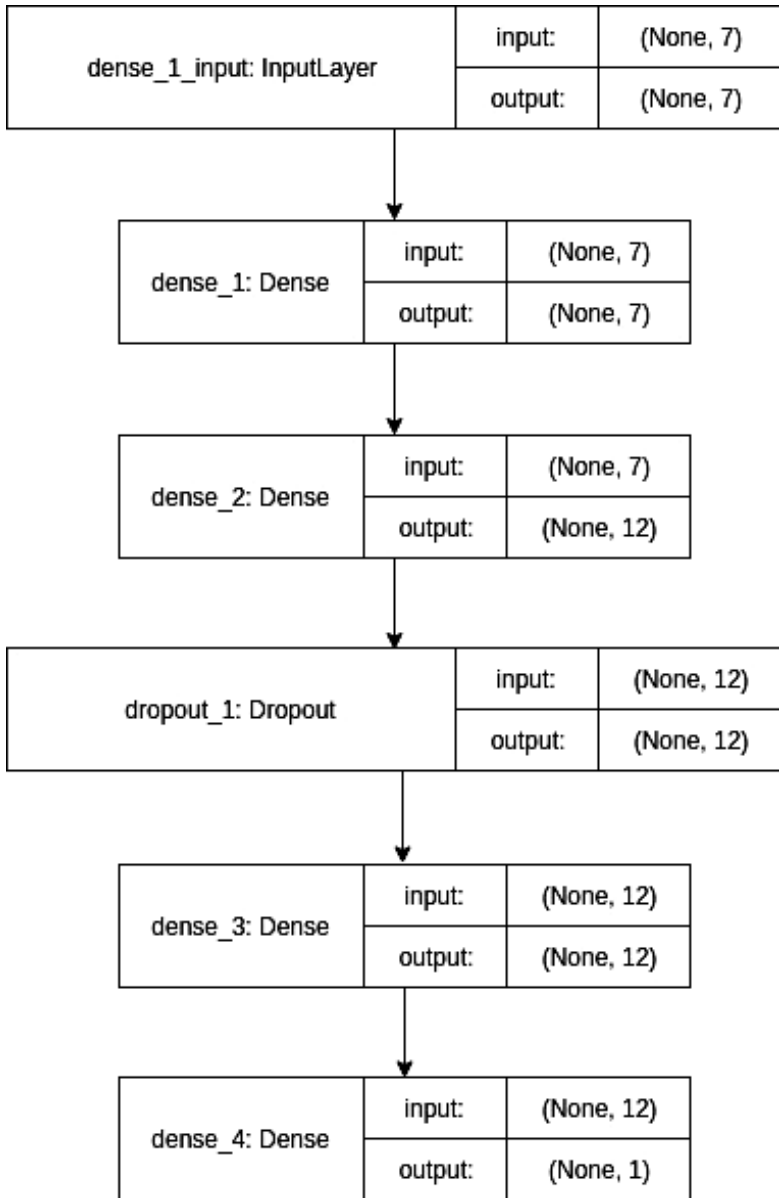 dense_1_input: InputLayer
input: (None, 7)
output: (None, 7)
dense_1: Dense
input: (None, 7)
output: (None, 7)
dense_2: Dense
input: (None, 7)
output: (None, 12)
dropout_1: Dropout
input: (None, 12)
output: (None, 12)
dense_3: Dense
input: (None, 12)
output: (None, 12)
dense_4: Dense
input: (None, 12)
output: (None, 1)